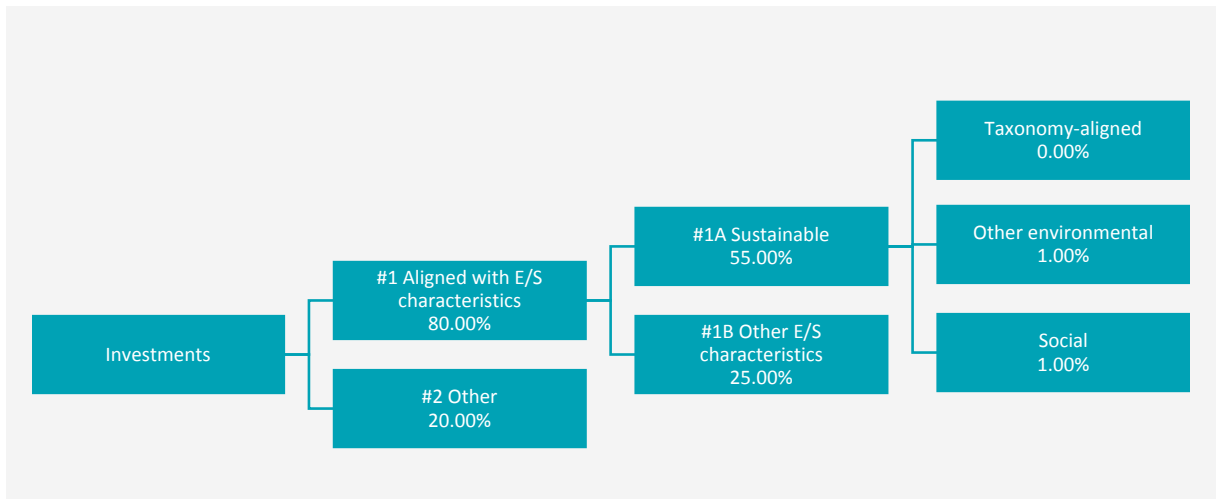 Investments
#1 Aligned with E/S
characteristics
80.00%
#2 Other
20.00%
#1A Sustainable
55.00%
#1B Other E/S
characteristics
25.00%
Taxonomy-aligned
0.00%
Other environmental
1.00%
Social
1.00%